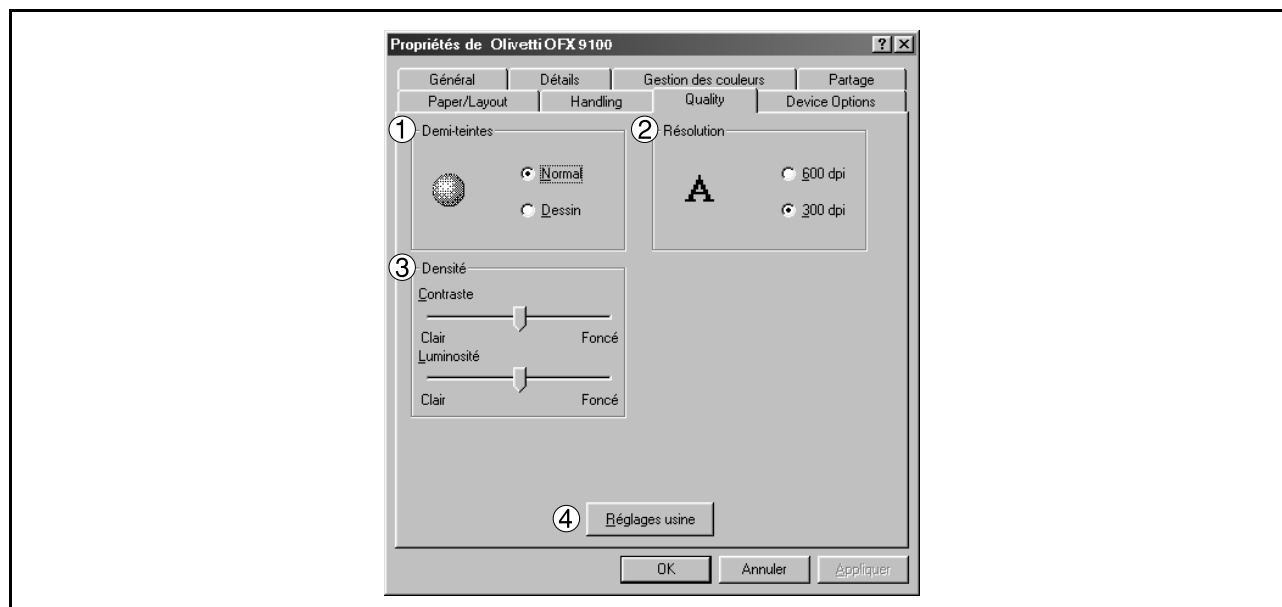 Propriétés de Olivetti OFX 9100
Général Détails Gestion des couleurs Partage
Paper/Layout Handling Quality Device Options
1 Demi-teintes
Normal
Dessin
2 Résolution
A
600 dpi
300 dpi
3 Densité
Contraste
Clair Foncé
Luminosité
Clair Foncé
4 Réglages usine
OK Annuler Appliquer